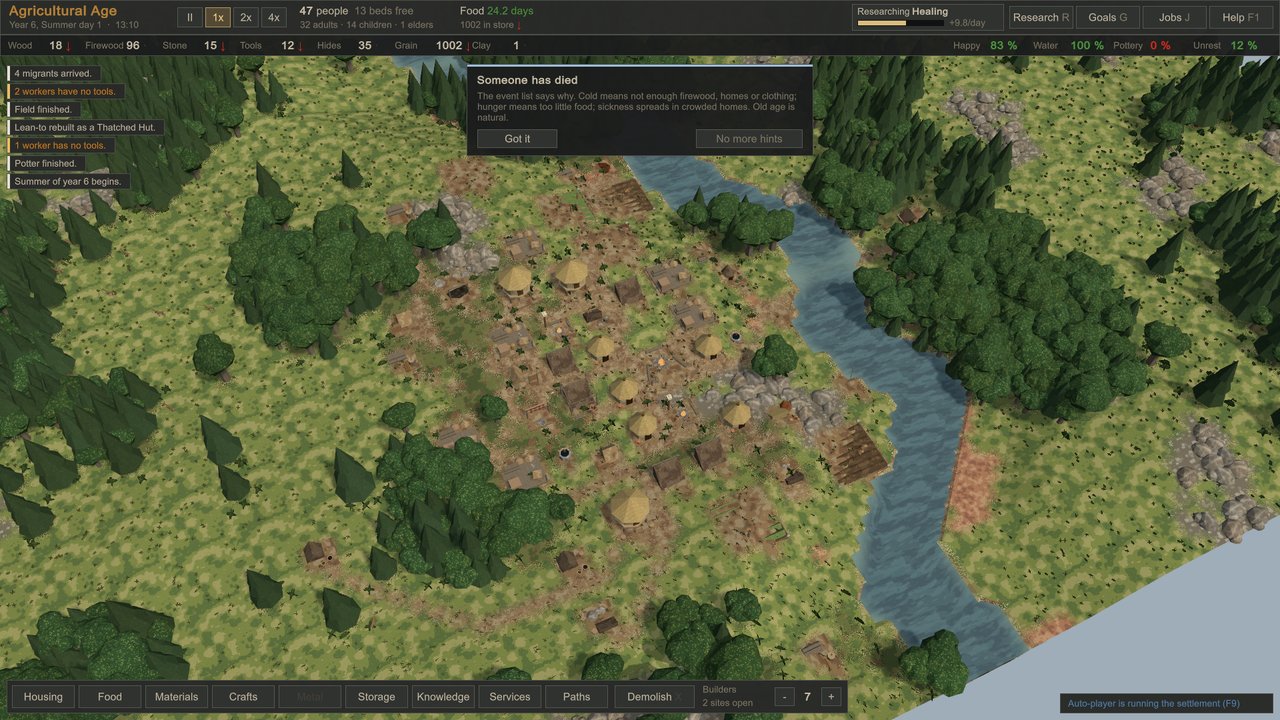 Agricultural Age
Year 6, Summer day 1 · 13:10
II 1x 2x 4x
47 people 13 beds free
32 adults · 14 children · 1 elders
Food 24.2 days
1002 in store ↓
Researching Healing
+9.8/day
Research R
Goals G
Jobs J
Help F1
Wood 18 ↓ Firewood 96 Stone 15 ↓ Tools 12 ↓ Hides 35 Grain 1002 ↓ Clay 1
Happy 83 % Water 100 % Pottery 0 % Unrest 12 %
4 migrants arrived.
2 workers have no tools.
Field finished.
Lean-to rebuilt as a Thatched Hut.
1 worker has no tools.
Potter finished.
Summer of year 6 begins.
Someone has died
The event list says why. Cold means not enough firewood, homes or clothing;
hunger means too little food; sickness spreads in crowded homes. Old age is
natural.
Got it
No more hints
Housing
Food
Materials
Crafts
Metal
Storage
Knowledge
Services
Paths
Demolish X
Builders
2 sites open
- 7 +
Auto-player is running the settlement (F9)